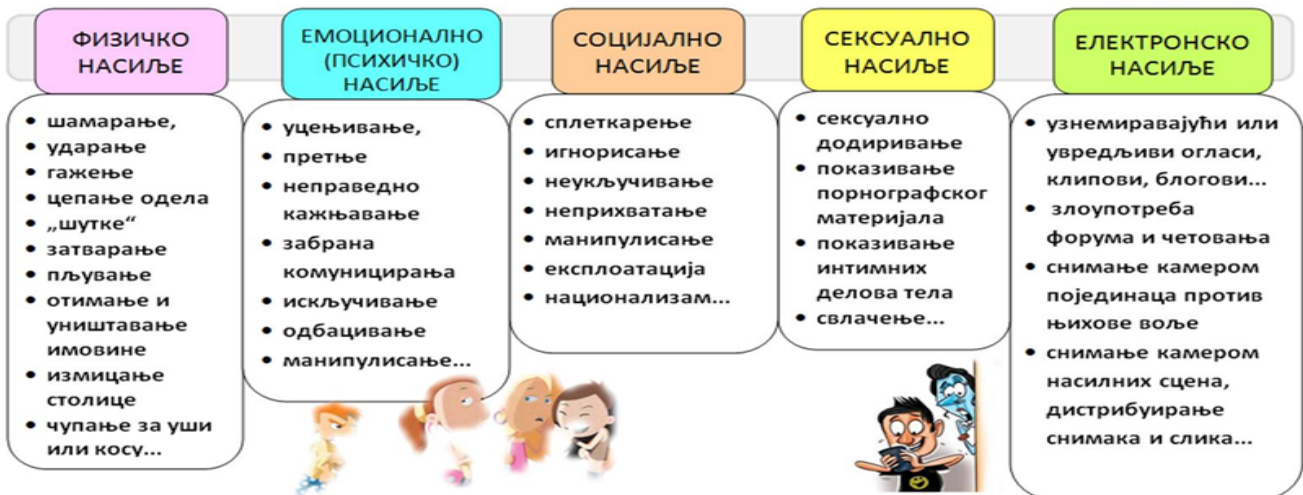 ФИЗИЧКО
НАСИЉЕ
• шамарање,
• ударање
• гажење
• цепање одела
• „шутке“
• затварање
• пљување
• отимање и
уништавање
имовине
• измицање
столице
• чупање за уши
или косу...
ЕМОЦИОНАЛНО
(ПСИХИЧКО)
НАСИЉЕ
• уцењивање,
• претње
• неправедно
кажњавање
• забрана
комуницирања
• искључивање
• одбацивање
• манипулисање...
СОЦИЈАЛНО
НАСИЉЕ
• сплеткарење
• игнорисање
• неукључивање
• неприхватање
• манипулисање
• експлоатација
• национализам...
СЕКСУАЛНО
НАСИЉЕ
• сексуално
додиривање
• показивање
порнографског
материјала
• показивање
интимних
делова тела
• свлачење...
ЕЛЕКТРОНСКО
НАСИЉЕ
• узнемиравајући или
увредљиви огласи,
клипови, блогови...
• злоупотреба
форума и четовања
• снимање камером
појединаца против
њихове воље
• снимање камером
насилних сцена,
дистрибуирање
снимака и слика...